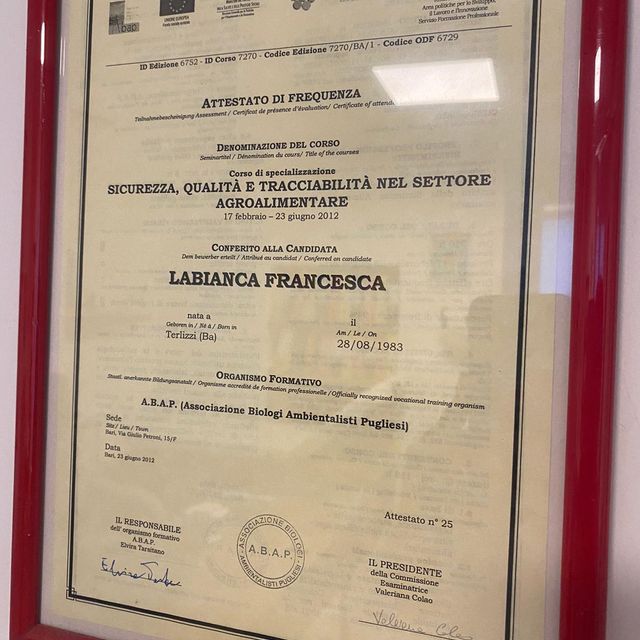 bap
UNIONE EUROPEA
Area politiche per lo Sviluppo,
il Lavoro e l'Innovazione
Servizio Formazione Professionale
ID Edizione 6752 - ID Corso 7270 - Codice Edizione 7270/BA/1 - Codice ODF 6729
ATTESTATO DI FREQUENZA
Teilnahmebescheinigung Assessment / Certificat de présence d'évaluation/ Certificate of attend
DENOMINAZIONE DEL CORSO
Seminartitel / Dénomination du cours/ Title of the courses
Corso di specializzazione
SICUREZZA, QUALITÀ E TRACCIABILITÀ NEL SETTORE
AGROALIMENTARE
17 febbraio – 23 giugno 2012
CONFERITO ALLA CANDIDATA
Dem bewerber erteilt / Attribué au candidat / Conferred on candidate
LABIANCA FRANCESCA
nata a
Geboren in / Né à / Born in
Terlizzi (Ba)
il
Am / Le / On
28/08/1983
ORGANISMO FORMATIVO
Staatl. anerkannte Bildungsanstalt / Organisme accrédité de formation professionelle /Officially recognized vocational training organism
A.B.A.P. (Associazione Biologi Ambientalisti Pugliesi)
Sede
Site / Lieu / Town
Bari, Via Giulio Petroni, 15/F
Data
Bari, 23 giugno 2012
Attestato n° 25
IL RESPONSABILE
dell' organismo formativo
A.B.A.P.
Elvira Tarsitano
ASSOCIAZIONE BIOLOGI
A.B.A.P.
AMBIENTALISTI PUGLIESI
IL PRESIDENTE
della Commissione
Esaminatrice
Valeriana Colao
Valeriana Colao